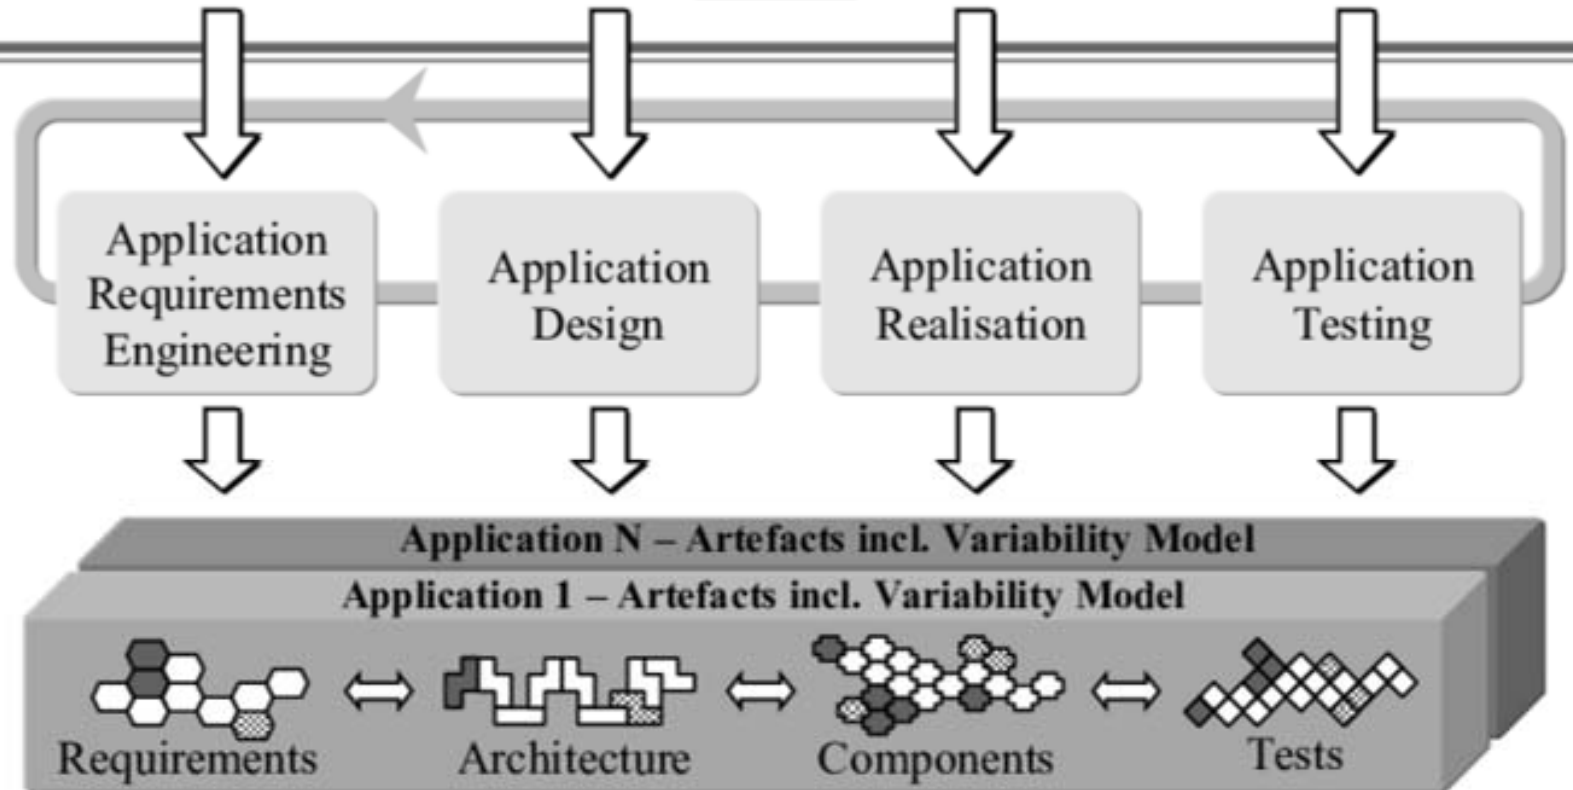 Application
Requirements
Engineering
Application
Design
Application
Realisation
Application
Testing
Application N – Artefacts incl. Variability Model
Application 1 – Artefacts incl. Variability Model
Requirements
Architecture
Components
Tests